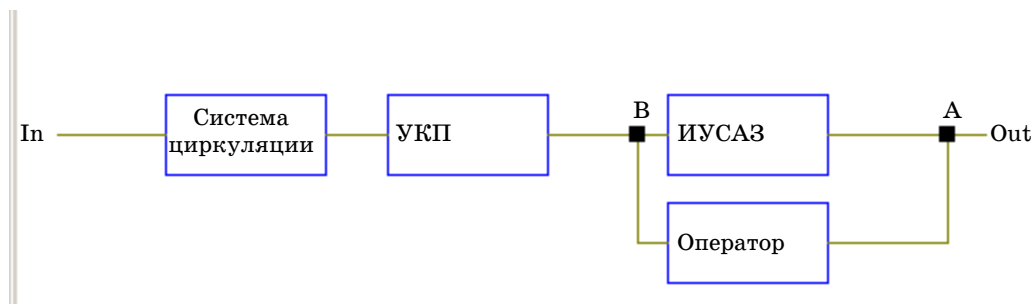 In
Система
циркуляции
УКП
B
ИУСАЗ
A
Out
Оператор